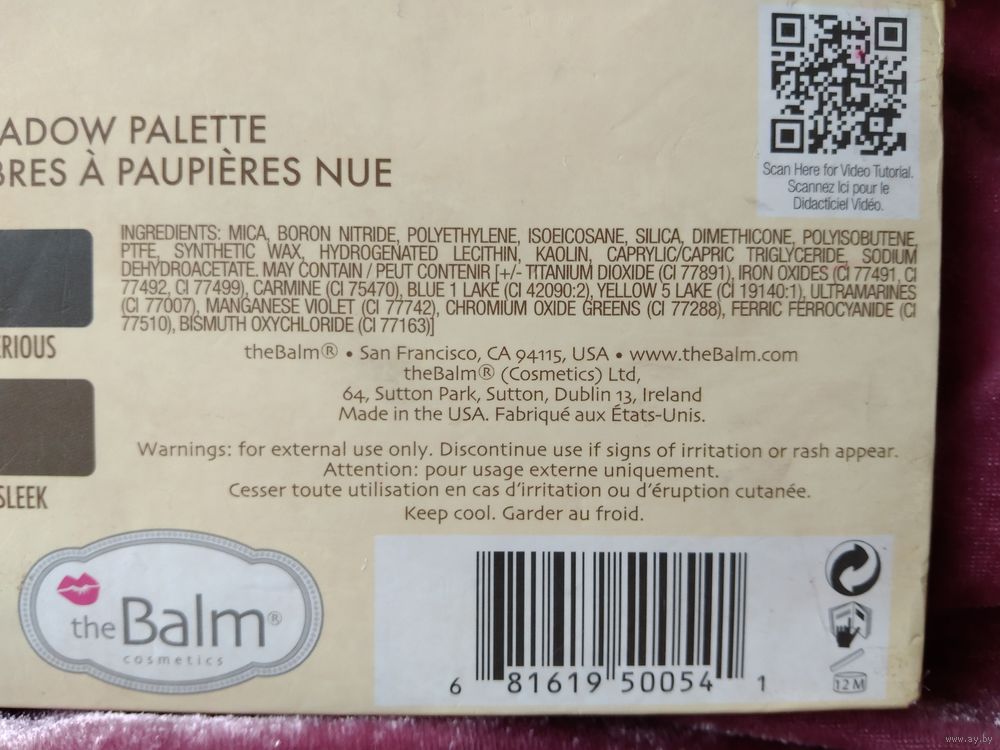 ADOW PALETTE
BRES À PAUPIÈRES NUE
Scan Here for Video Tutorial.
Scannez Ici pour le
Didacticiel Vidéo.
INGREDIENTS: MICA, BORON NITRIDE, POLYETHYLENE, ISOEICOSANE, SILICA, DIMETHICONE, POLYISOBUTENE,
PTFE, SYNTHETIC WAX, HYDROGENATED LECITHIN, KAOLIN, CAPRYLIC/CAPRIC TRIGLYCERIDE, SODIUM
DEHYDROACETATE. MAY CONTAIN / PEUT CONTENIR [+/- TITANIUM DIOXIDE (CI 77891), IRON OXIDES (CI 77491, CI
77492, CI 77499), CARMINE (CI 75470), BLUE 1 LAKE (CI 42090:2), YELLOW 5 LAKE (CI 19140:1), ULTRAMARINES
(CI 77007), MANGANESE VIOLET (CI 77742), CHROMIUM OXIDE GREENS (CI 77288), FERRIC FERROCYANIDE (CI
77510), BISMUTH OXYCHLORIDE (CI 77163)]
ERIOUS
theBalm® • San Francisco, CA 94115, USA • www.theBalm.com
theBalm® (Cosmetics) Ltd,
64, Sutton Park, Sutton, Dublin 13, Ireland
Made in the USA. Fabriqué aux États-Unis.
Warnings: for external use only. Discontinue use if signs of irritation or rash appear.
Attention: pour usage externe uniquement.
Cesser toute utilisation en cas d'irritation ou d'éruption cutanée.
Keep cool. Garder au froid.
SLEEK
the Balm®
cosmetics
6 81619 50054 1
12 M
www.ay.by